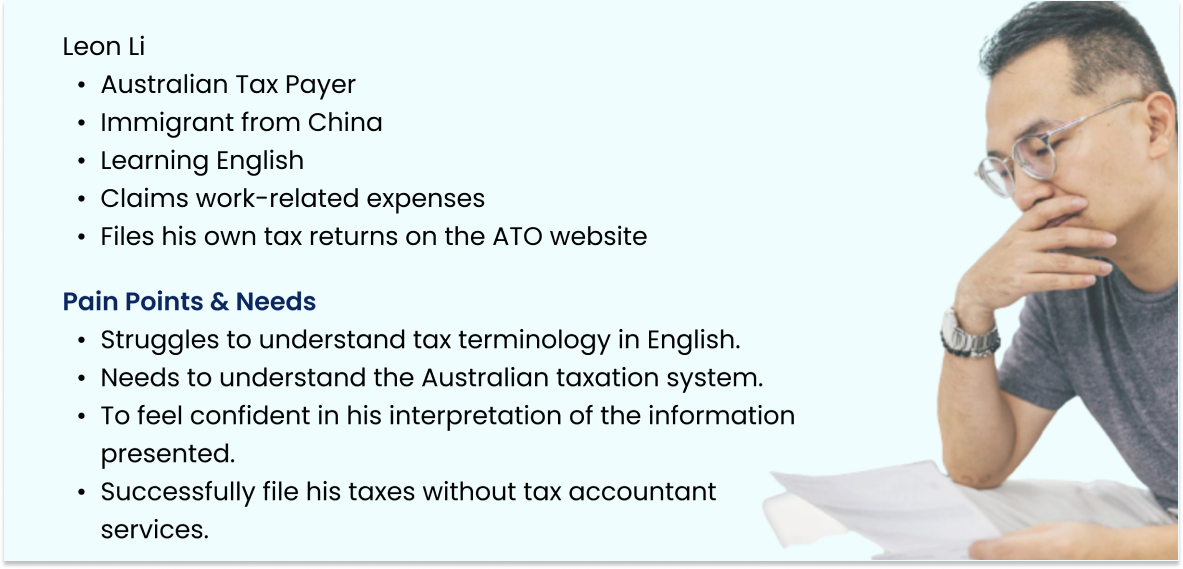 Leon Li
• Australian Tax Payer
• Immigrant from China
• Learning English
• Claims work-related expenses
• Files his own tax returns on the ATO website
Pain Points & Needs
• Struggles to understand tax terminology in English.
• Needs to understand the Australian taxation system.
• To feel confident in his interpretation of the information
presented.
• Successfully file his taxes without tax accountant
services.